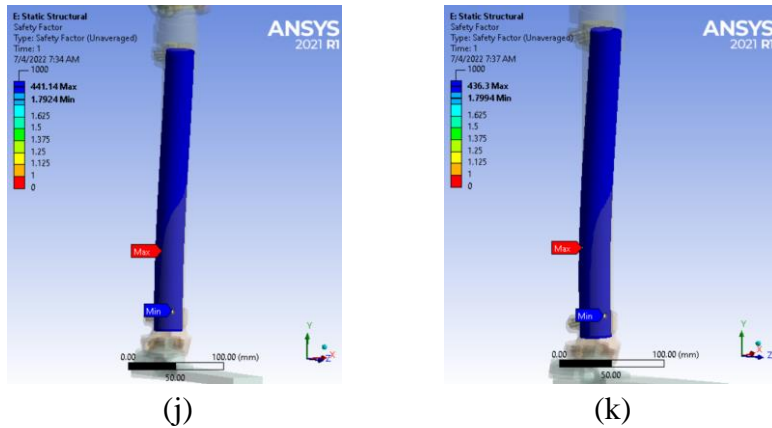 E: Static Structural
Safety Factor
Type: Safety Factor (Unaveraged)
Time: 1
7/4/2022 7:34 AM
ANSYS
2021 R1
1000
441.14 Max
1.7924 Min
1.625
1.5
1.375
1.25
1.125
1
0
Max
Min
0.00
100.00 (mm)
50.00
Y
X
Z
(j)
E: Static Structural
Safety Factor
Type: Safety Factor (Unaveraged)
Time: 1
7/4/2022 7:37 AM
ANSYS
2021 R1
1000
436.3 Max
1.7994 Min
1.625
1.5
1.375
1.25
1.125
1
0
Max
Min
0.00
100.00 (mm)
50.00
Y
X
Z
(k)